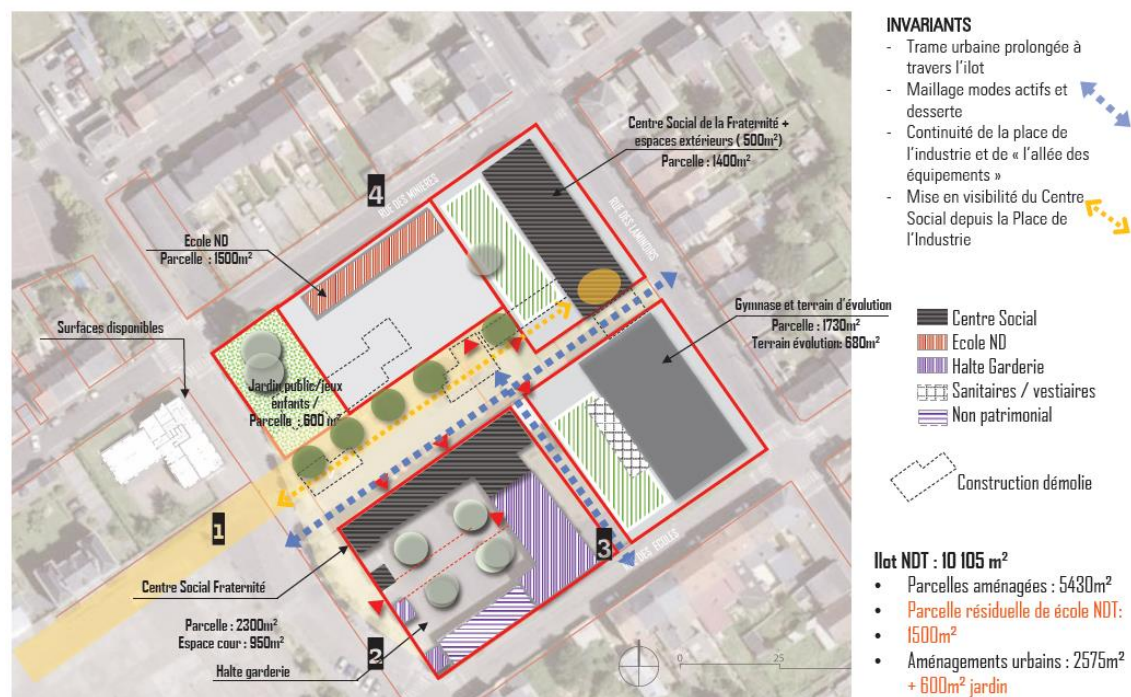 INVARIANTS
- Trame urbaine prolongée à
travers l'ilot
- Maillage modes actifs et
desserte
- Continuité de la place de
l'industrie et de « l'allée des
équipements »
- Mise en visibilité du Centre
Social depuis la Place de
l'Industrie
Centre Social de la Fraternité +
espaces extérieurs ( 500m²)
Parcelle : 1400m²
4
RUE DES MINIERES
RUE DES LAMINOIRS
Ecole ND
Parcelle : 1500m²
Surfaces disponibles
Gymnase et terrain d'évolution
Parcelle : 1730m²
Terrain évolution: 680m²
Jardin public/jeux
enfants /
Parcelle : 600 m²
1
3
DES ECOLES
Centre Social Fraternité
Parcelle : 2300m²
Espace cour : 950m²
2
Halte garderie
0
25
Centre Social
Ecole ND
Halte Garderie
Sanitaires / vestiaires
Non patrimonial
Construction démolie
Ilot NDT : 10 105 m²
• Parcelles aménagées : 5430m²
• Parcelle résiduelle de école NDT:
• 1500m²
• Aménagements urbains : 2575m²
+ 600m² jardin